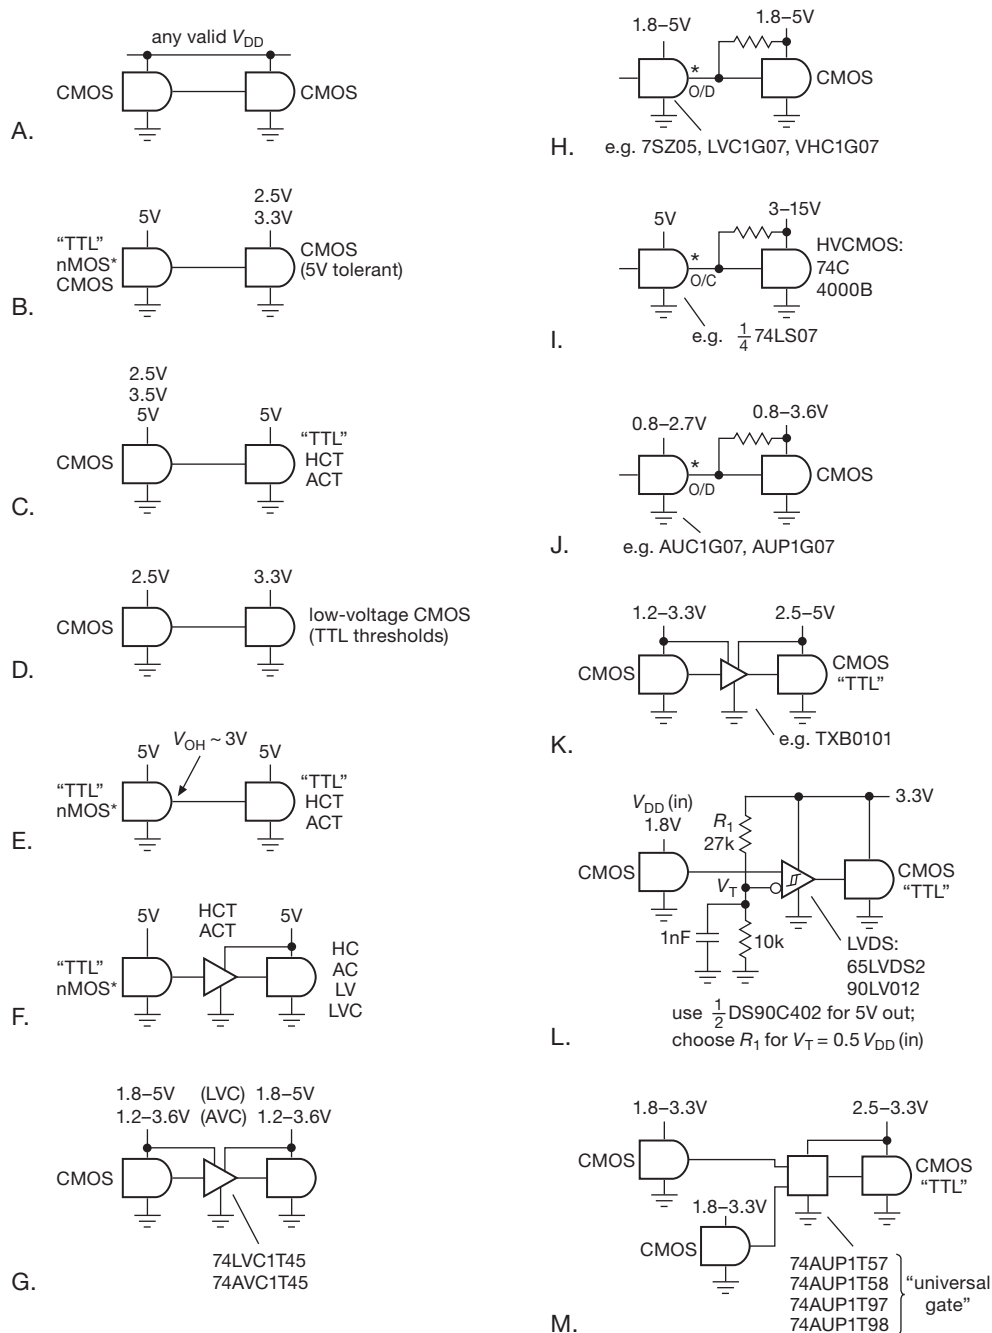 any valid VDD
CMOS
CMOS
A.
2.5V
5V
3.3V
"TTL"
nMOS*
CMOS
CMOS
(5V tolerant)
B.
2.5V
3.5V
5V
5V
CMOS
"TTL"
HCT
ACT
C.
2.5V
3.3V
CMOS
low-voltage CMOS
(TTL thresholds)
D.
VOH ~ 3V
5V
5V
"TTL"
nMOS*
"TTL"
HCT
ACT
E.
5V
HCT
ACT
5V
"TTL"
nMOS*
HC
AC
LV
LVC
F.
1.8–5V (LVC) 1.8–5V
1.2–3.6V (AVC) 1.2–3.6V
CMOS
74LVC1T45
74AVC1T45
G.
1.8–5V
1.8–5V
*
O/D
CMOS
H.
e.g. 7SZ05, LVC1G07, VHC1G07
5V
3–15V
*
O/C
HVCMOS:
74C
4000B
I.
e.g. 1/4 74LS07
0.8–2.7V
0.8–3.6V
*
O/D
CMOS
J.
e.g. AUC1G07, AUP1G07
1.2–3.3V
2.5–5V
CMOS
CMOS
"TTL"
K.
e.g. TXB0101
VDD (in)
1.8V
R1
27k
3.3V
CMOS
VT
CMOS
"TTL"
1nF
10k
LVDS:
65LVDS2
90LV012
use 1/2 DS90C402 for 5V out;
choose R1 for VT = 0.5 VDD (in)
L.
1.8–3.3V
2.5–3.3V
CMOS
CMOS
"TTL"
1.8–3.3V
CMOS
74AUP1T57
74AUP1T58
74AUP1T97
74AUP1T98
"universal
gate"
M.